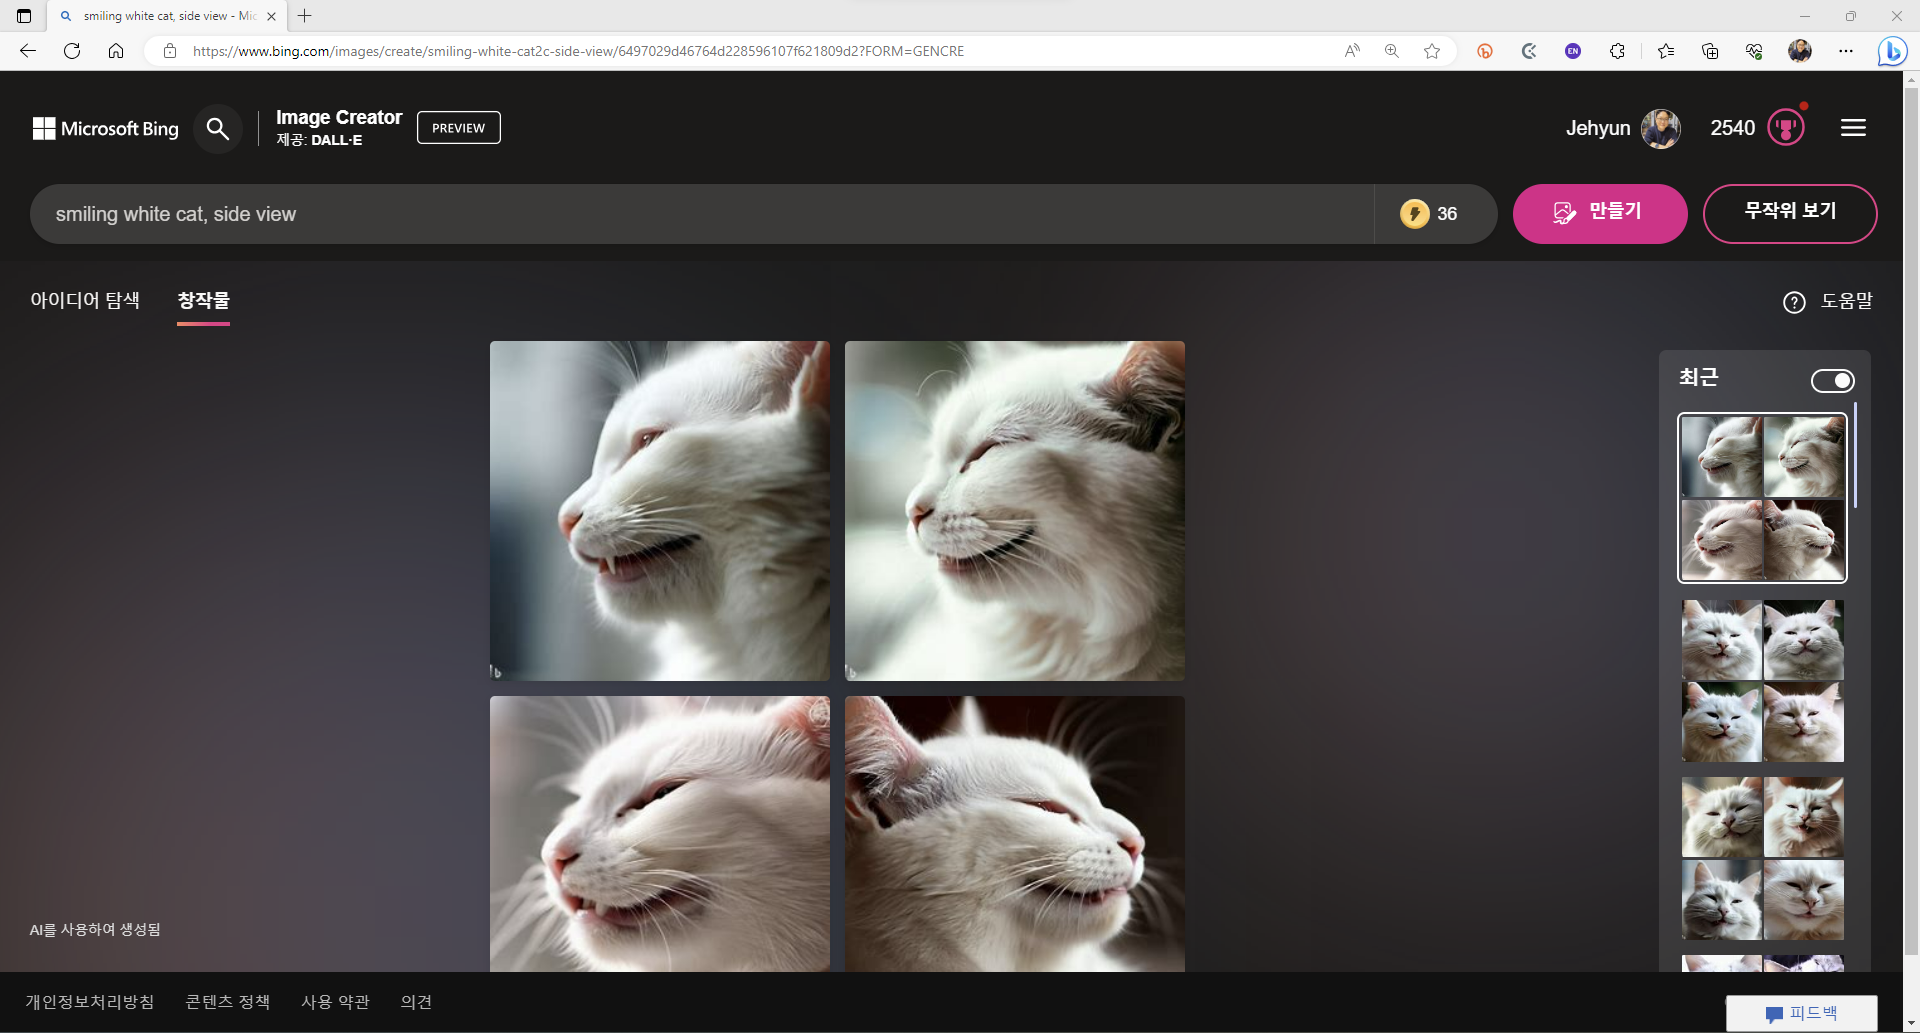 smiling white cat, side view - Mic
https://www.bing.com/images/create/smiling-white-cat2c-side-view/6497029d46764d228596107f621809d2?FORM=GENCRE
EN
Microsoft Bing
Image Creator
제공: DALL·E
PREVIEW
Jehyun
2540
smiling white cat, side view
36
만들기
무작위 보기
아이디어 탐색
창작물
도움말
최근
AI를 사용하여 생성됨
개인정보처리방침
콘텐츠 정책
사용 약관
의견
피드백